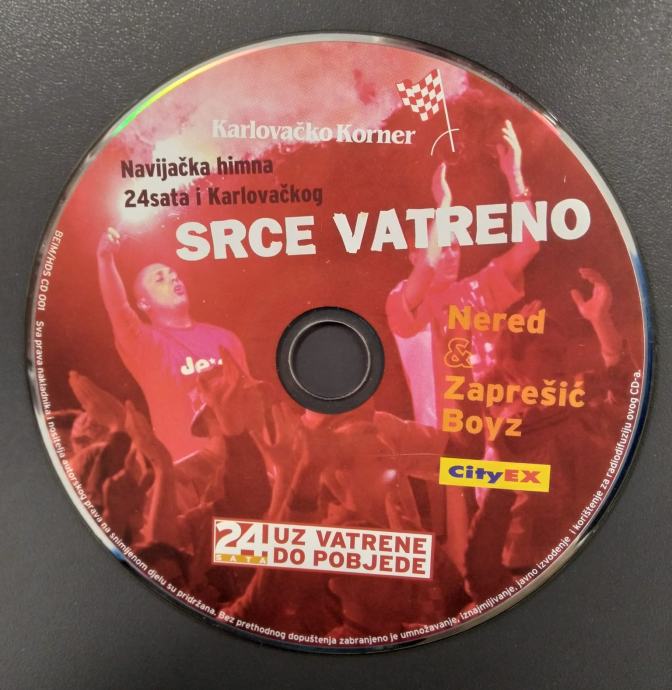 Karlovačko Korner
Navijačka himna
24sata i Karlovačkog
SRCE VATRENO
Nered
&
Zaprešić
Boyz
CityEX
24
SATA
UZ VATRENE
DO POBJEDE
BEIM/HDS CD 001 Sva prava nakladnika i nositelja autorskog prava na snimljenom djelu su pridržana. Bez prethodnog dopuštenja zabranjeno je umnožavanje, iznajmljivanje, javno izvođenje i korištenje za radiodifuziju ovog CD-a.